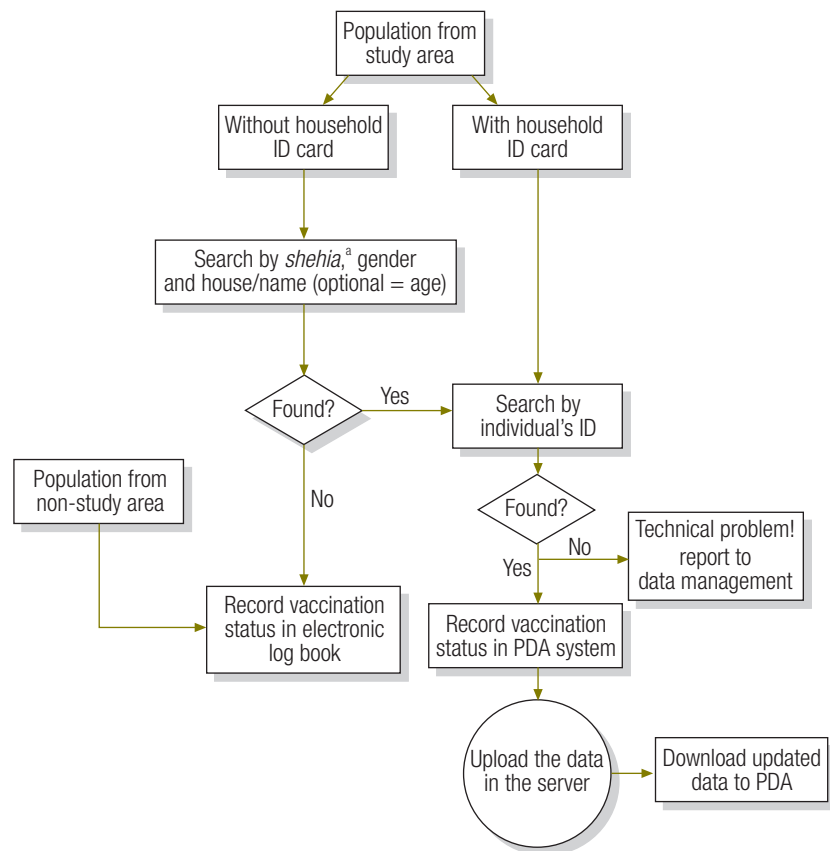 Population from
study area
Without household
ID card
With household
ID card
Search by shehia,ª gender
and house/name (optional = age)
Found?
Yes
Search by
individual's ID
No
Population from
non-study area
Found?
No
Yes
Technical problem!
report to
data management
Record vaccination
status in electronic
log book
Record vaccination
status in PDA system
Upload the data
in the server
Download updated
data to PDA